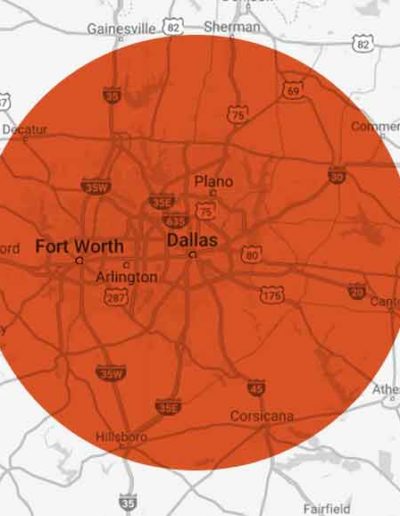 Gainesville
82
Sherman
82
35
69
75
Decatur
Commer
35W
30
Plano
35E
75
635
Dallas
Fort Worth
80
ord
Arlington
287
175
20
Cant
35W
45
Athe
35E
Corsicana
Hillsboro
35
Fairfield